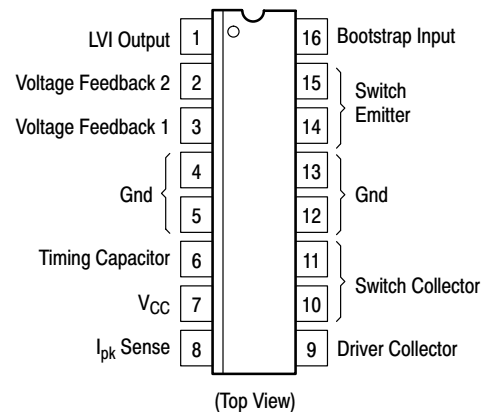 LVI Output 1 16 Bootstrap Input
Voltage Feedback 2 2 15 Switch
Emitter
Voltage Feedback 1 3 14
4 13
Gnd Gnd
5 12
Timing Capacitor 6 11
Switch Collector
VCC 7 10
Ipk Sense 8 9 Driver Collector
(Top View)